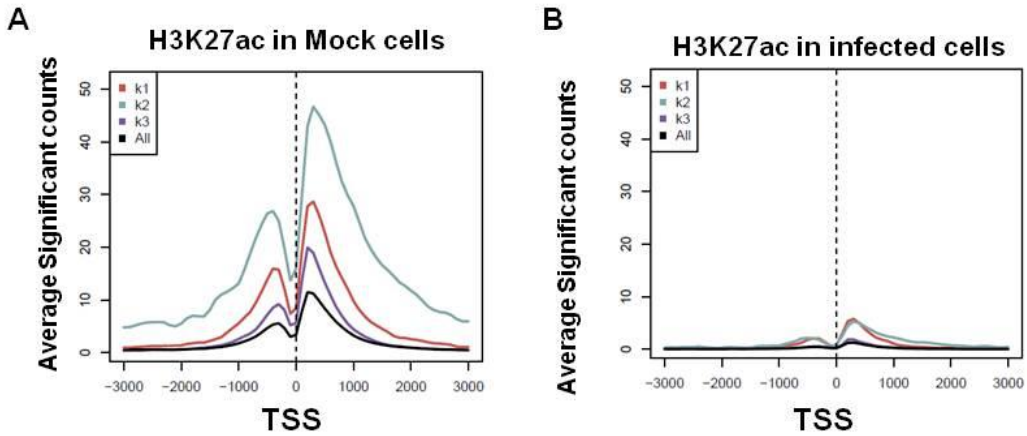 A
H3K27ac in Mock cells
Average Significant counts
50
40
30
20
10
0
k1
k2
k3
All
−3000
−1000
0
1000
2000
3000
TSS
B
H3K27ac in infected cells
Average Significant counts
50
40
30
20
10
0
k1
k2
k3
All
−3000
−1000
0
1000
2000
3000
TSS